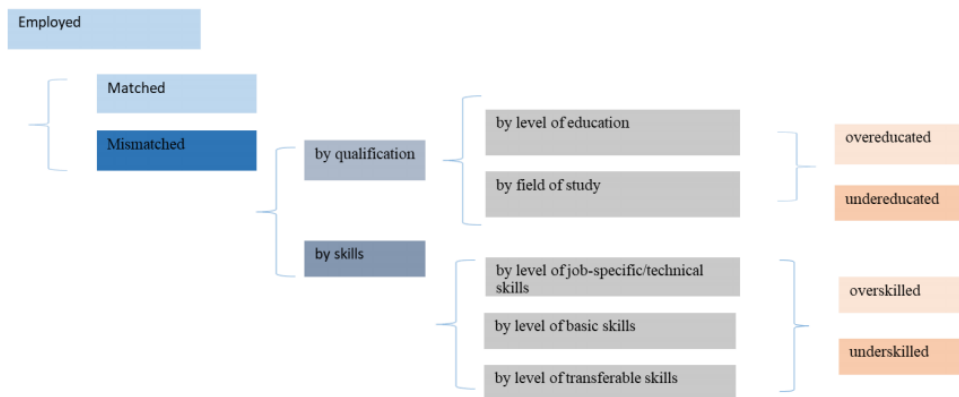 Employed
Matched
Mismatched
by qualification
by skills
by level of education
by field of study
by level of job-specific/technical
skills
by level of basic skills
by level of transferable skills
overeducated
undereducated
overskilled
underskilled